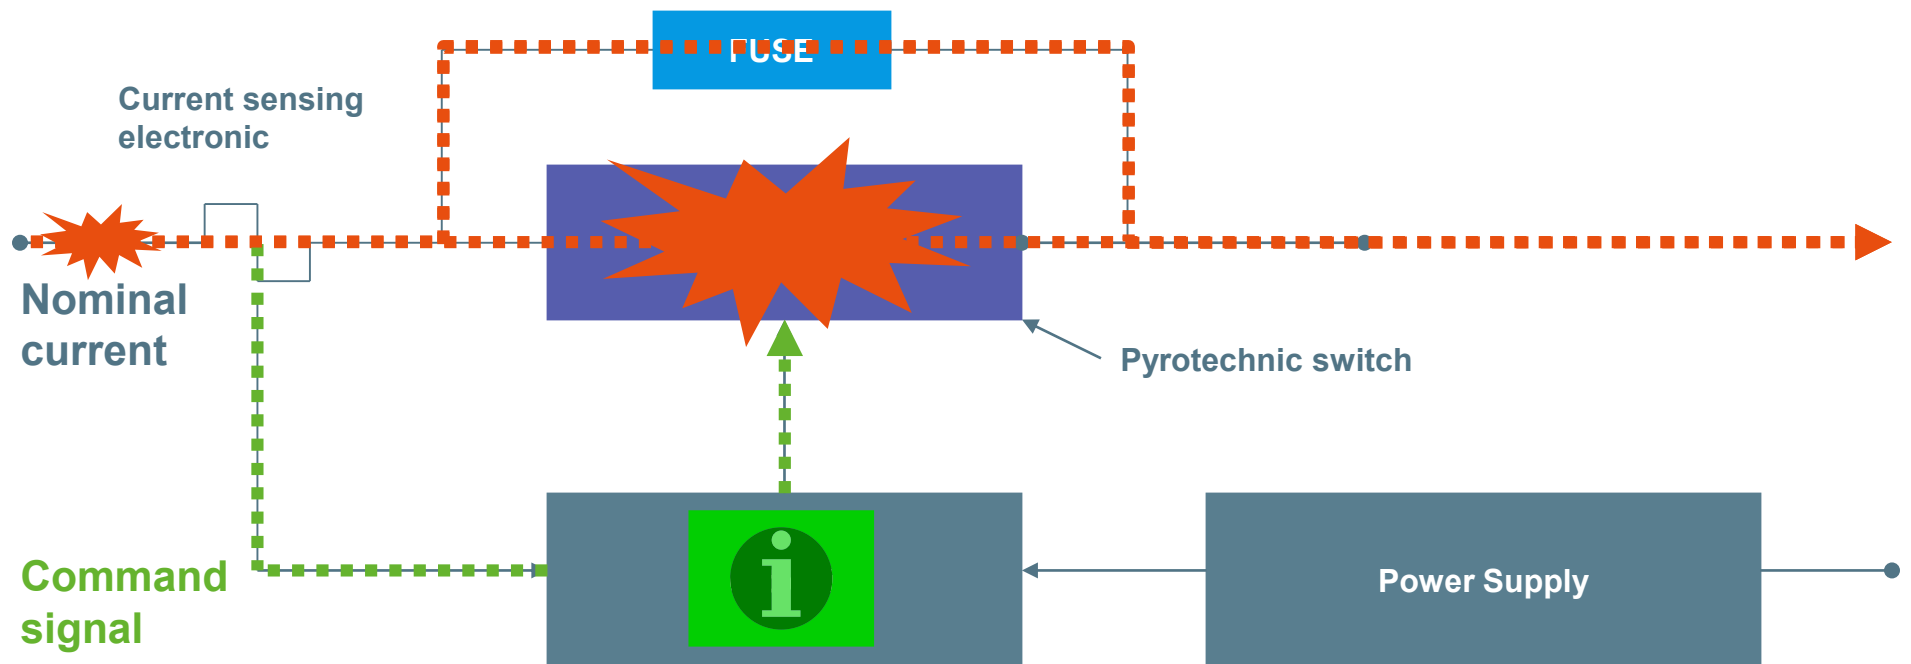 FUSE
Current sensing
electronic
Nominal
current
Pyrotechnic switch
Command
signal
i
Power Supply